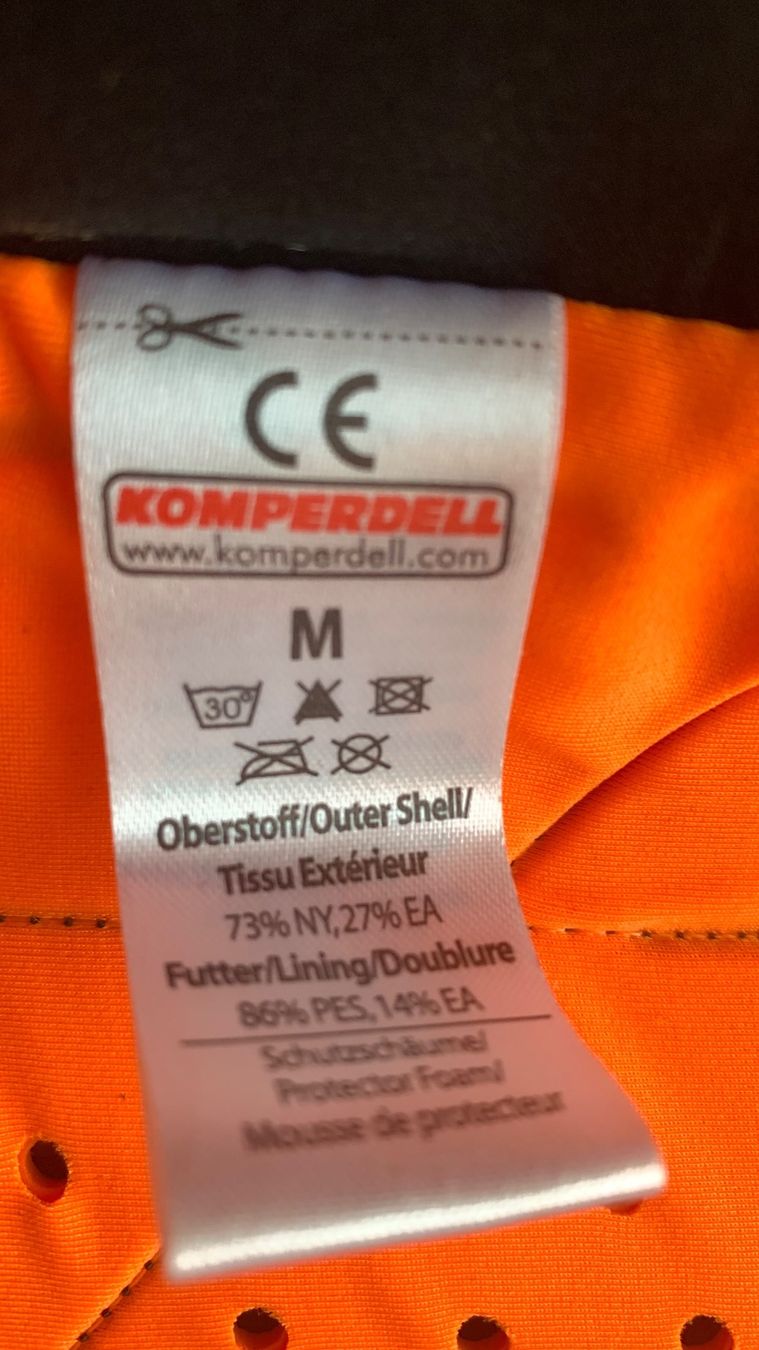 CE
KOMPERDELL
www.komperdell.com
M
30°
Oberstoff/Outer Shell/
Tissu Extérieur
73% NY,27% EA
Futter/Lining/Doublure
86% PES,14% EA
Schutzschäume/
Protector Foam/
Mousse de protecteur